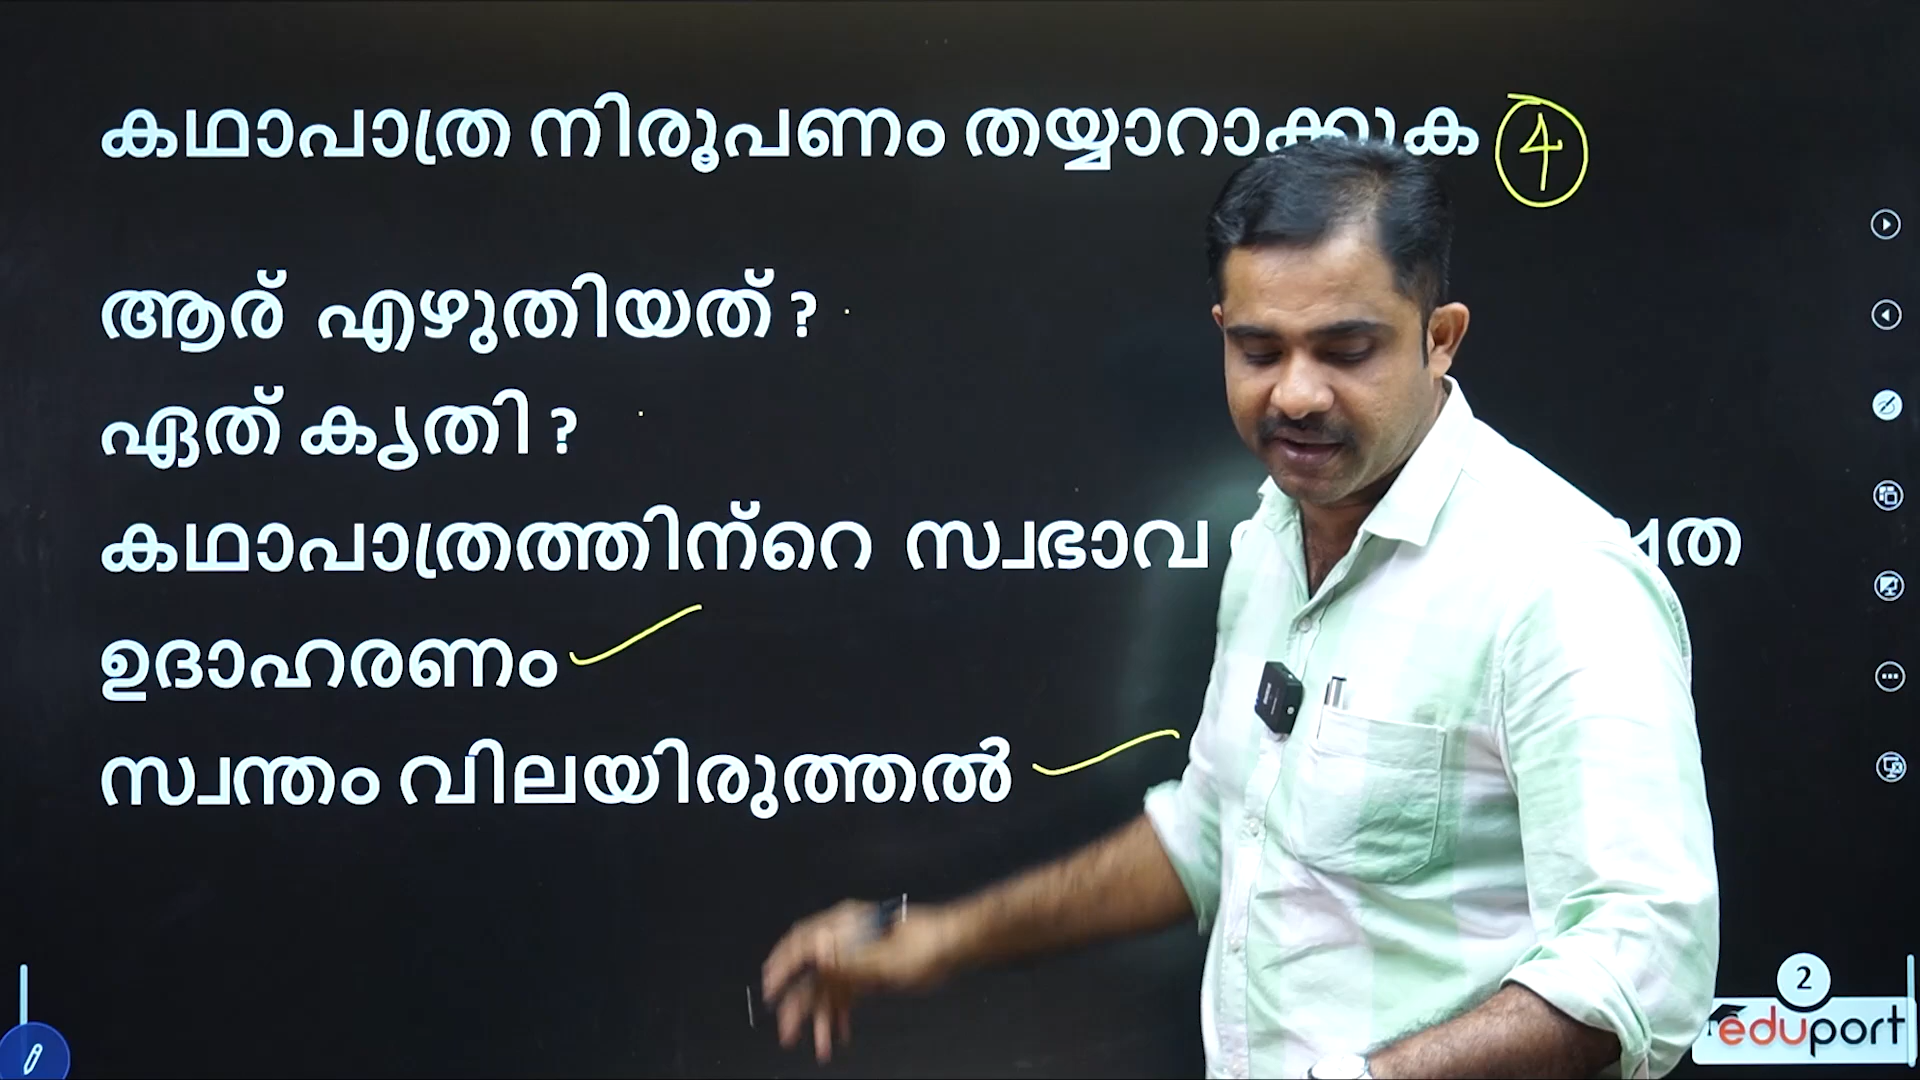 കഥാപാത്ര നിരൂപണം തയ്യാറാക്കുക 4
ആര് എഴുതിയത് ?
ഏത് കൃതി ?
കഥാപാത്രത്തിന്റെ സ്വഭാവ
ഉദാഹരണം
സ്വന്തം വിലയിരുത്തൽ
2
eduport